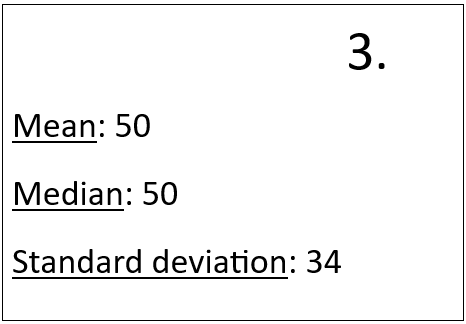 3.
Mean: 50
Median: 50
Standard deviation: 34